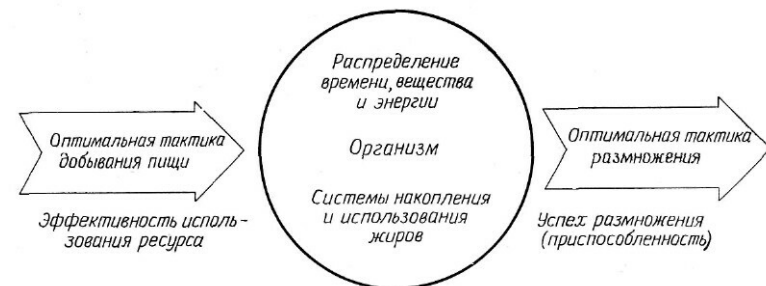 Оптимальная тактика
добывания пищи
Эффективность исполь-
зования ресурса
Распределение
времени, вещества
и энергии
Организм
Системы накопления
и использования
жиров
Оптимальная тактика
размножения
Успех размножения
(приспособленность)